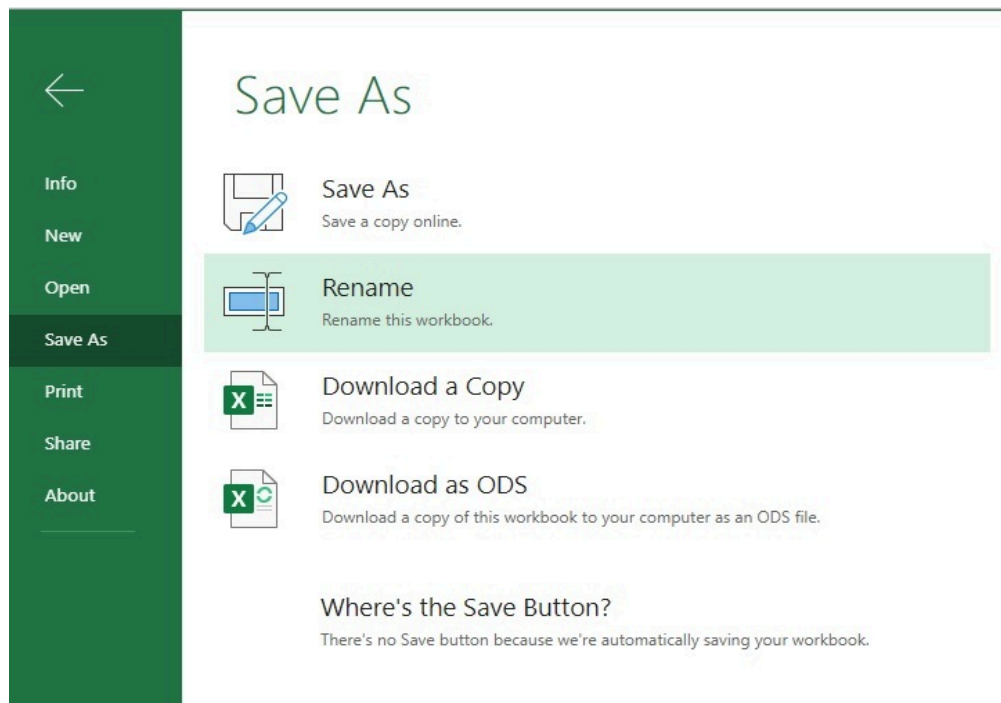 Save As
Info
New
Open
Save As
Print
Share
About
Save As
Save a copy online.
Rename
Rename this workbook.
X
Download a Copy
Download a copy to your computer.
X
Download as ODS
Download a copy of this workbook to your computer as an ODS file.
Where's the Save Button?
There's no Save button because we're automatically saving your workbook.